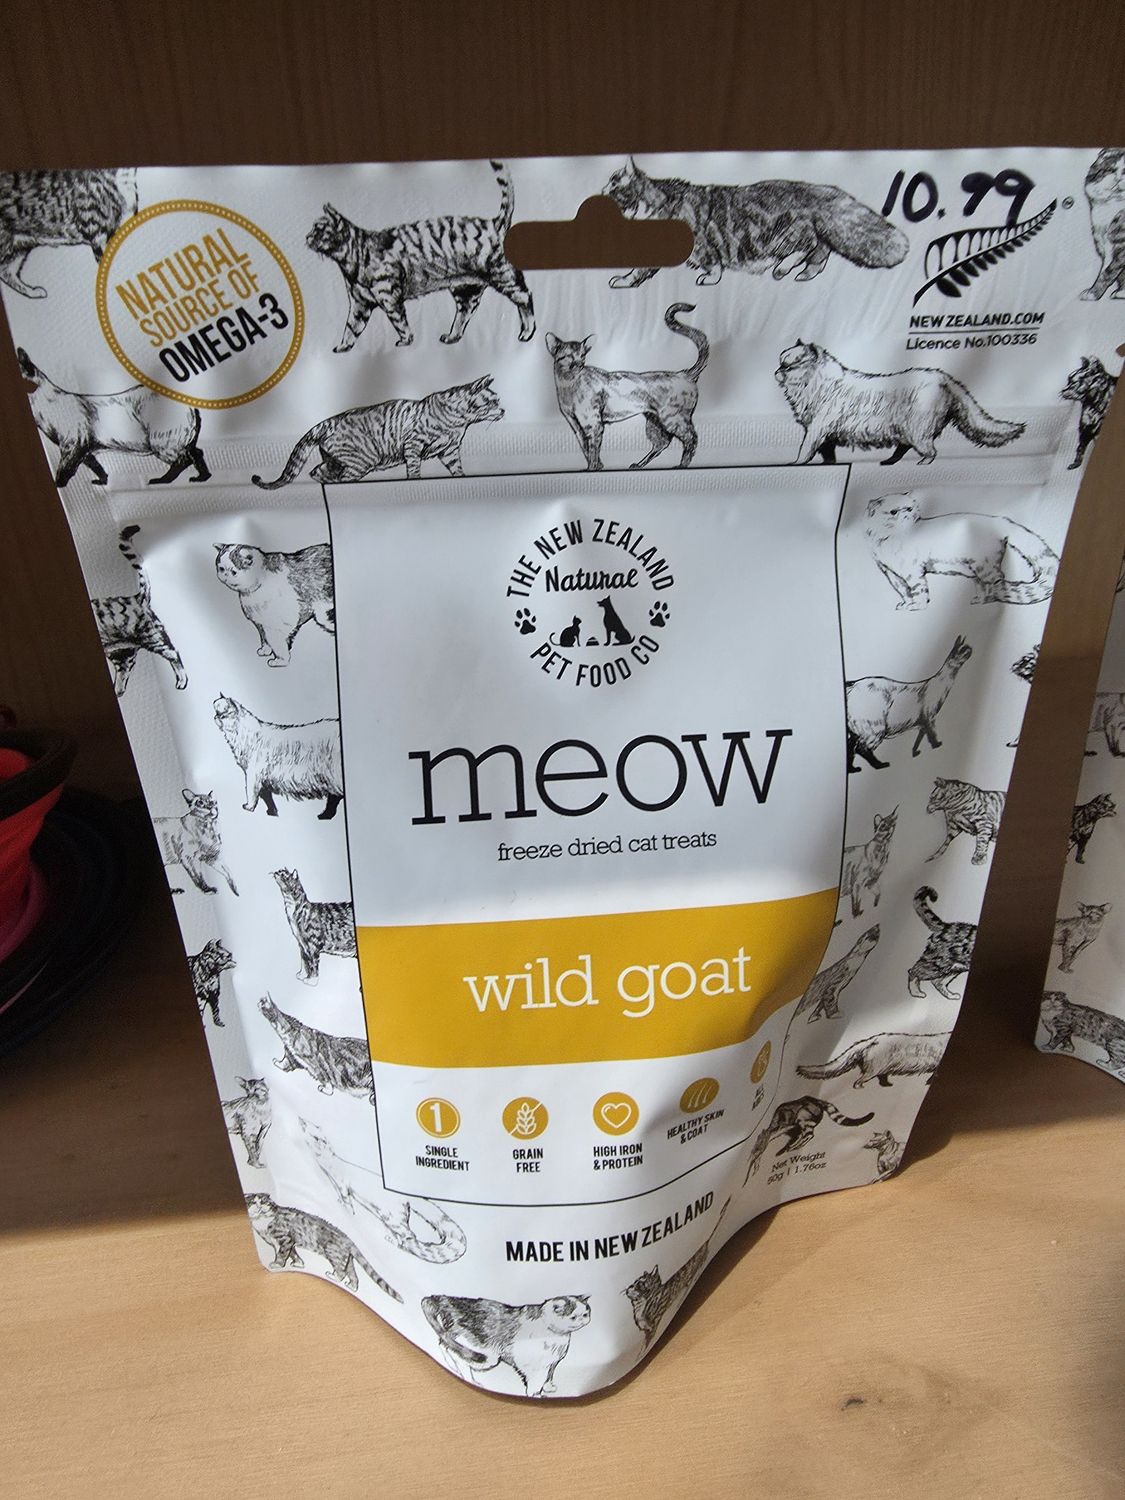 10.99
NATURAL
SOURCE OF
OMEGA-3
NEWZEALAND.COM
Licence No.100336
THE NEW ZEALAND
Natural
PET FOOD CO
meow
freeze dried cat treats
wild goat
1
SINGLE
INGREDIENT
GRAIN
FREE
HIGH IRON
& PROTEIN
HEALTHY SKIN
& COAT
Net Weight
50g | 1.76oz
MADE IN NEW ZEALAND